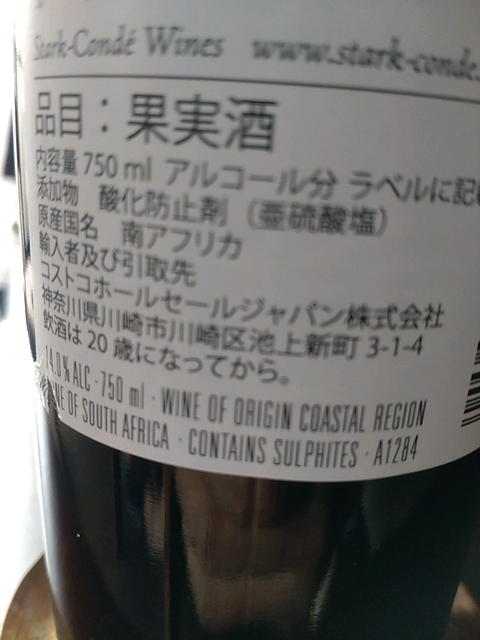 Stark-Condé Wines www.stark-conde.
品目：果実酒
内容量 750 ml アルコール分 ラベルに記
添加物 酸化防止剤（亜硫酸塩）
原産国名 南アフリカ
輸入者及び引取先
コストコホールセールジャパン株式会社
神奈川県川崎市川崎区池上新町 3-1-4
飲酒は 20 歳になってから。
14.0% ALC · 750 ml · WINE OF ORIGIN COASTAL REGION
OF SOUTH AFRICA · CONTAINS SULPHITES · A1284